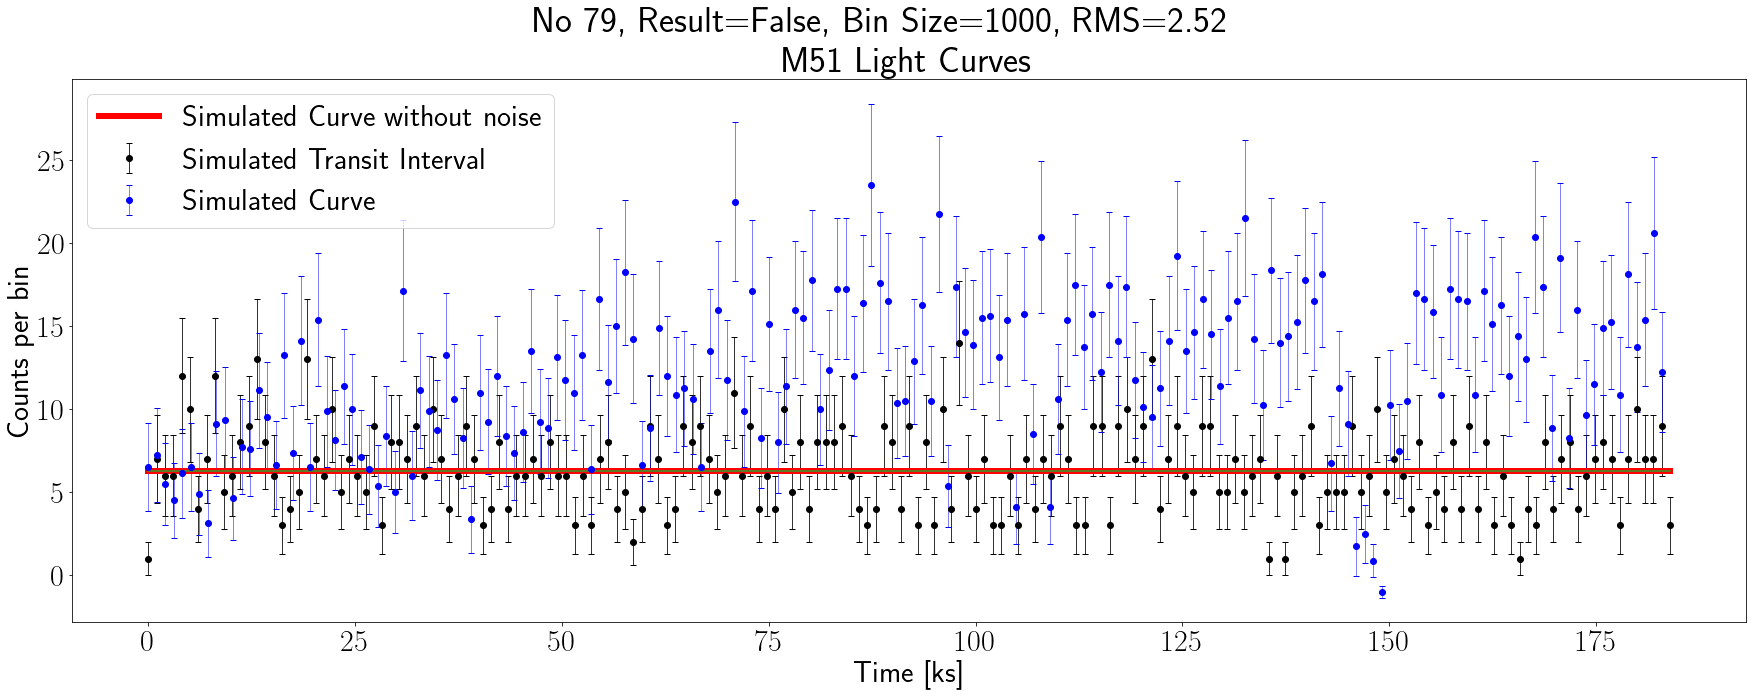 No 79, Result=False, Bin Size=1000, RMS=2.52
M51 Light Curves
Simulated Curve without noise
Simulated Transit Interval
Simulated Curve
Counts per bin
25
20
15
10
5
0
0 25 50 75 100 125 150 175
Time [ks]